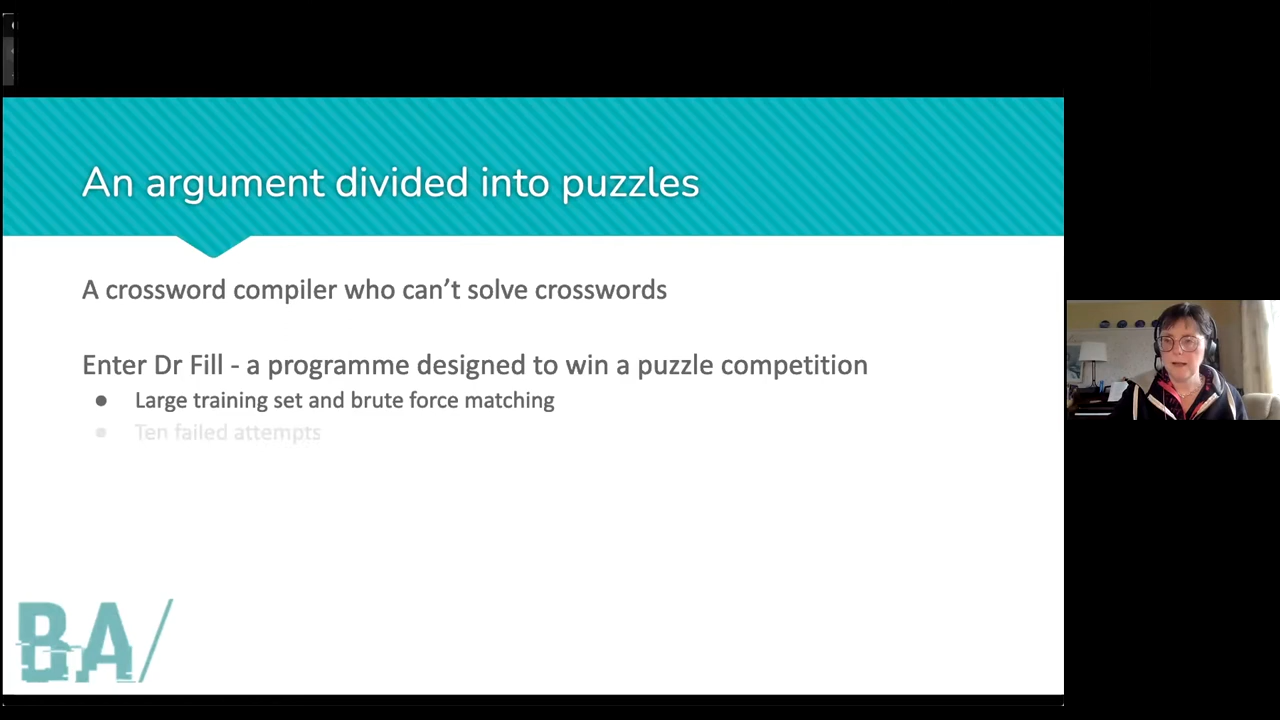 An argument divided into puzzles
A crossword compiler who can’t solve crosswords
Enter Dr Fill - a programme designed to win a puzzle competition
● Large training set and brute force matching
● Ten failed attempts
BA/